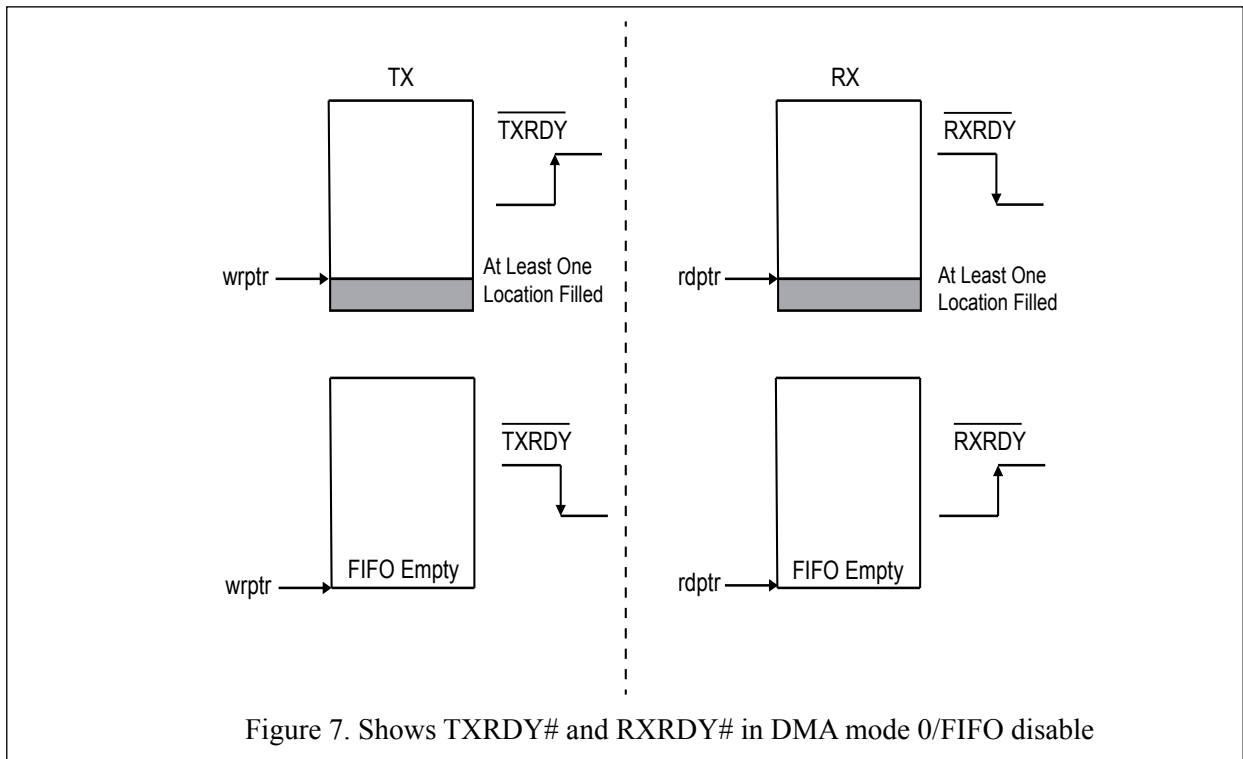 TX
TXRDY
wrptr
At Least One
Location Filled
TXRDY
FIFO Empty
wrptr
RX
RXRDY
rdptr
At Least One
Location Filled
RXRDY
FIFO Empty
rdptr
Figure 7. Shows TXRDY# and RXRDY# in DMA mode 0/FIFO disable